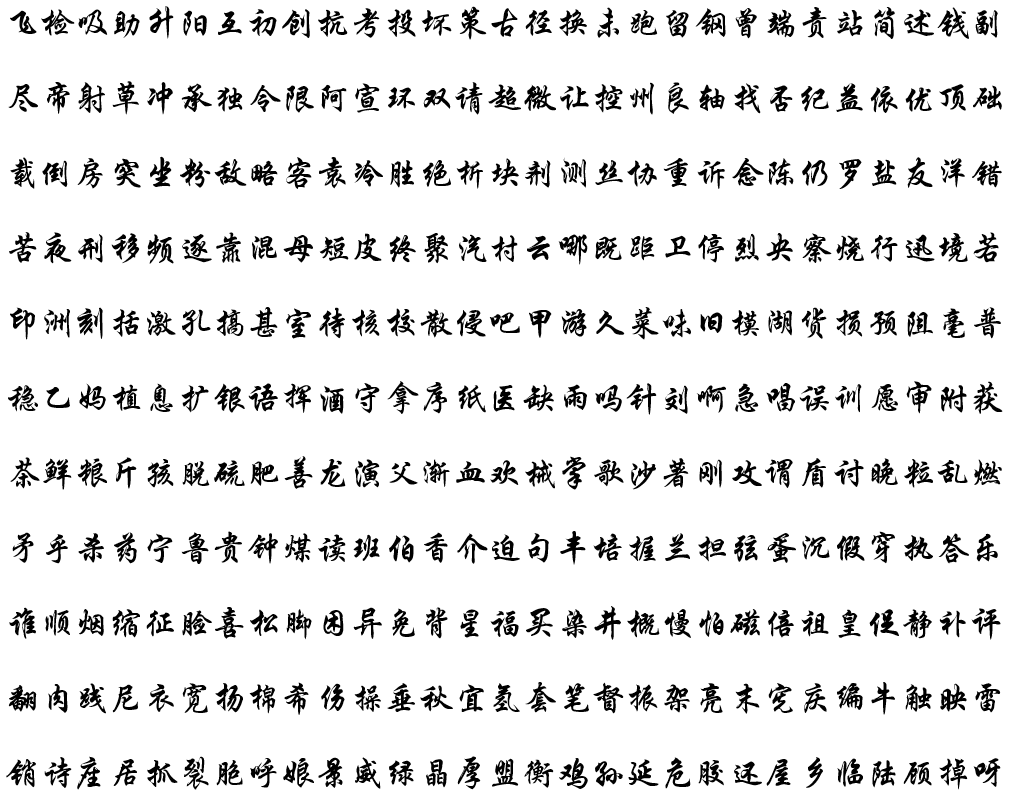 飞检吸助升阳互初创抗考投坏策古径换未跑留钢曾端责站简述钱副
尽帝射草冲承独令限阿宣环双请超微让控州良轴找否纪益依优顶础
载倒房突坐粉敌略客袁冷胜绝析块剂测丝协重诉念陈仍罗盐友洋错
苦夜刑移频逐靠混母短皮终聚汽村云哪既距卫停烈央察烧行迅境若
印洲刻括激孔搞甚室待核校散侵吧甲游久菜味旧模湖货损预阻毫普
稳乙妈植息扩银语挥酒守拿序纸医缺雨吗针刘啊急唱误训愿审附获
茶鲜粮斤孩脱硫肥善龙演父渐血欢械掌歌沙著刚攻谓盾讨晚粒乱燃
矛乎杀药宁鲁贵钟煤读班伯香介迫句丰培握兰担弦蛋沉假穿执答乐
谁顺烟缩征脸喜松脚困异免背星福买染井概慢怕磁倍祖皇促静补评
翻肉践尼衣宽扬棉希伤操垂秋宜氢套笔督振架亮末宪庆编牛触映雷
销诗座居抓裂胞呼娘景威绿晶厚盟衡鸡孙延危胶还屋乡临陆顾掉呀